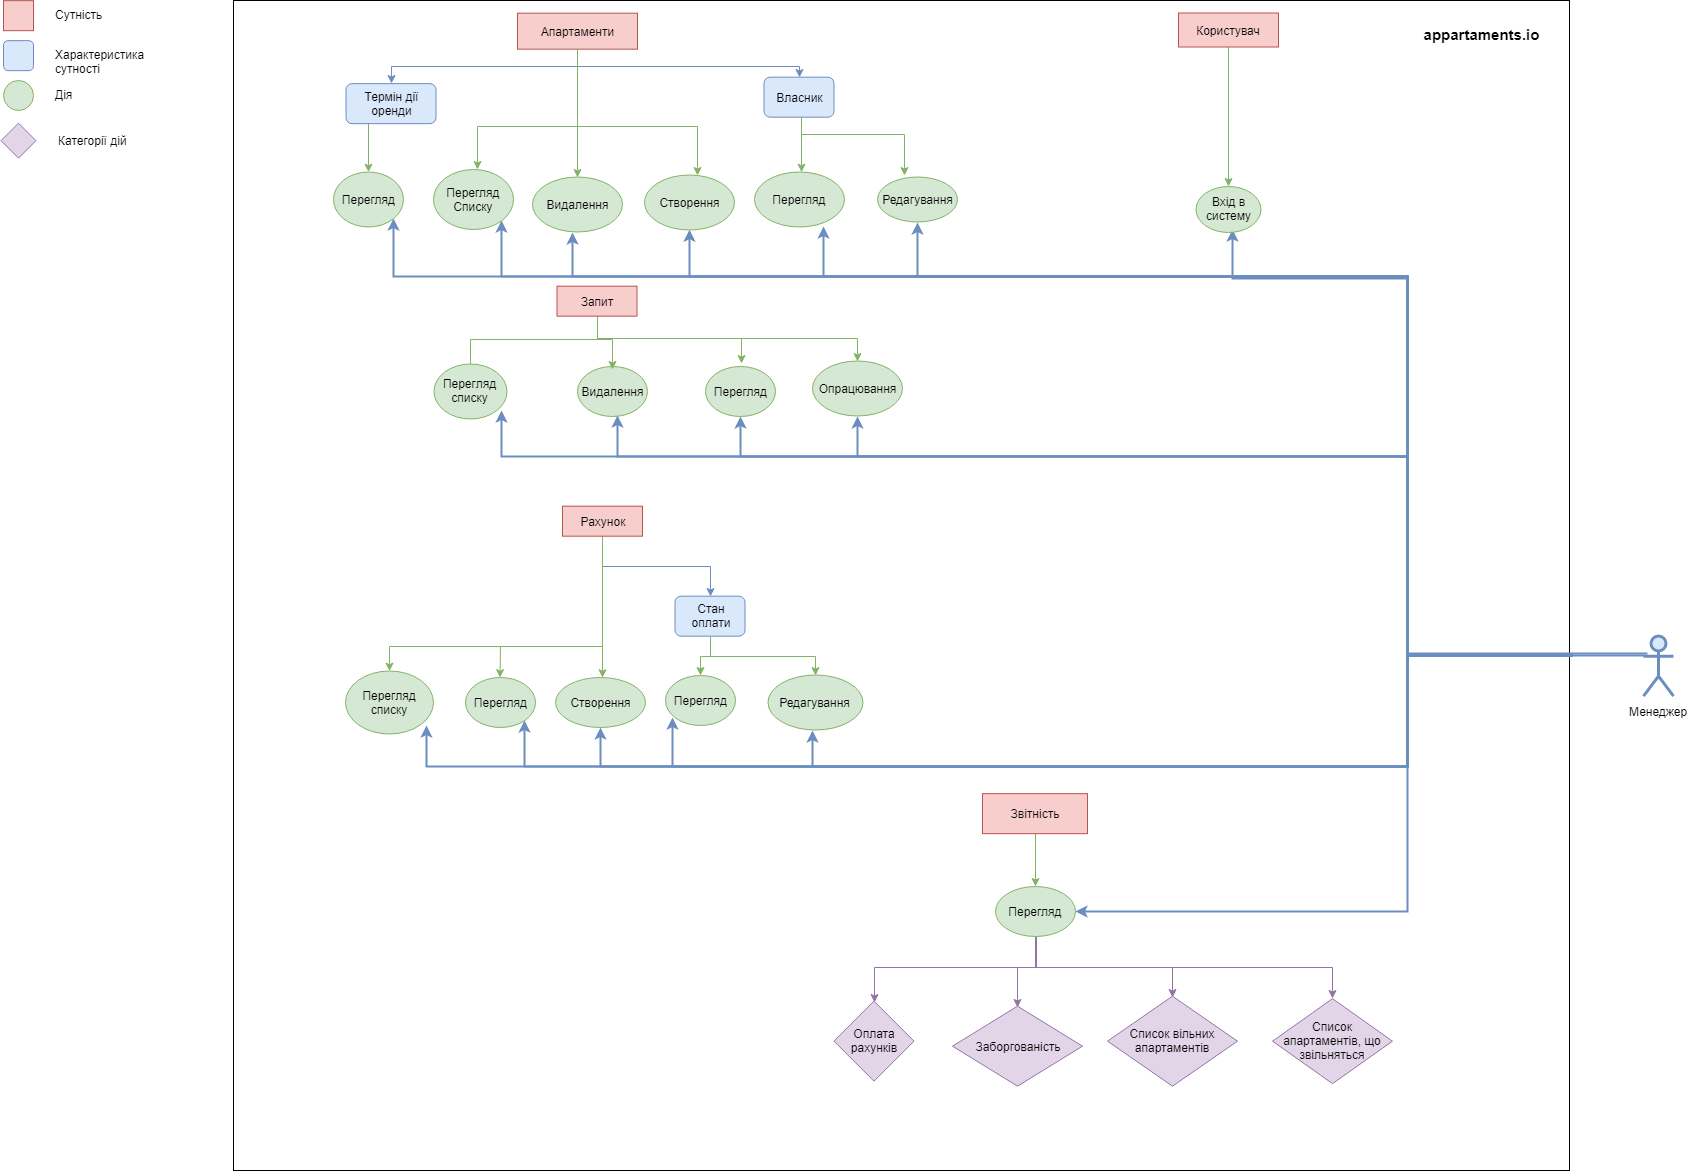 Сутність
Характеристика
сутності
Дія
Категорії дій
Апартаменти
Користувач
appartaments.io
Термін дії
оренди
Власник
Перегляд
Перегляд
Списку
Видалення
Створення
Перегляд
Редагування
Вхід в
систему
Запит
Перегляд
списку
Видалення
Перегляд
Опрацювання
Рахунок
Стан
оплати
Перегляд
списку
Перегляд
Створення
Перегляд
Редагування
Менеджер
Звітність
Перегляд
Оплата
рахунків
Заборгованість
Список вільних
апартаментів
Список
апартаментів, що
звільняться